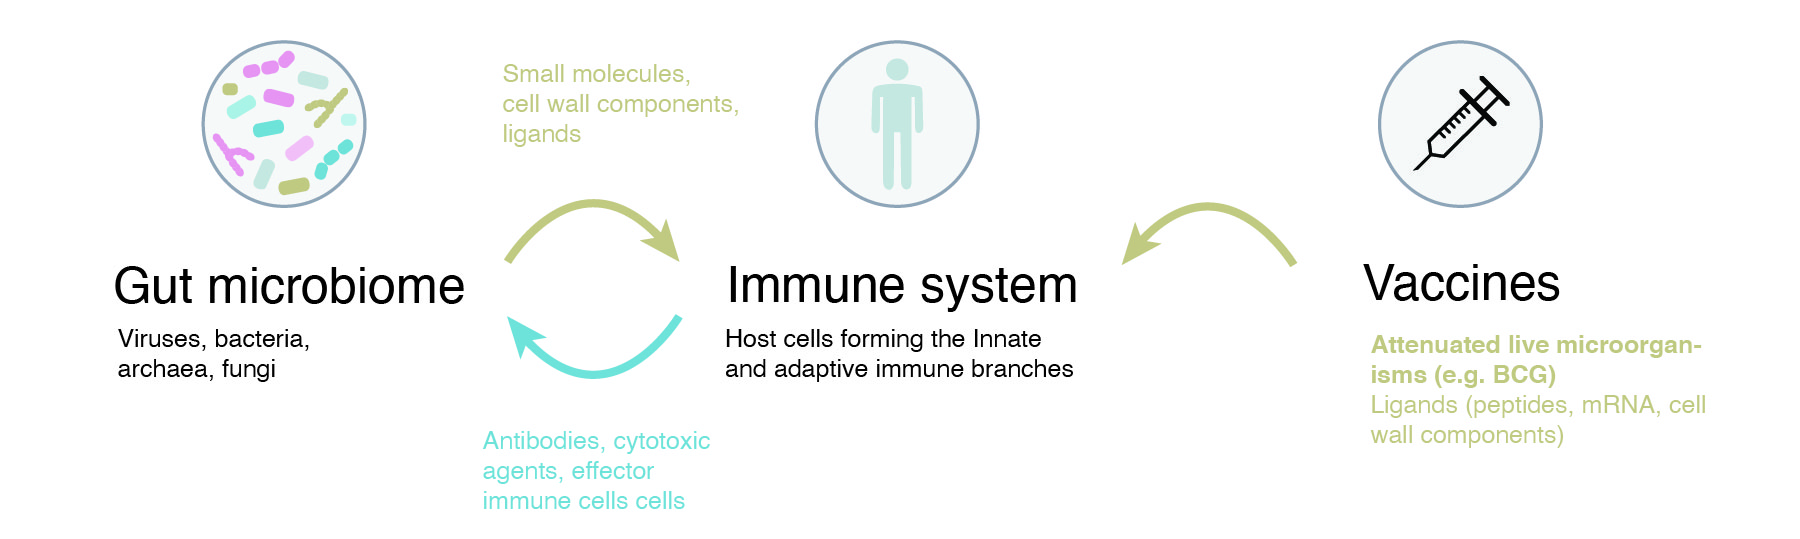 Small molecules,
cell wall components,
ligands
Gut microbiome
Viruses, bacteria,
archaea, fungi
Antibodies, cytotoxic
agents, effector
immune cells cells
Immune system
Host cells forming the Innate
and adaptive immune branches
Vaccines
Attenuated live microorgan-
isms (e.g. BCG)
Ligands (peptides, mRNA, cell
wall components)